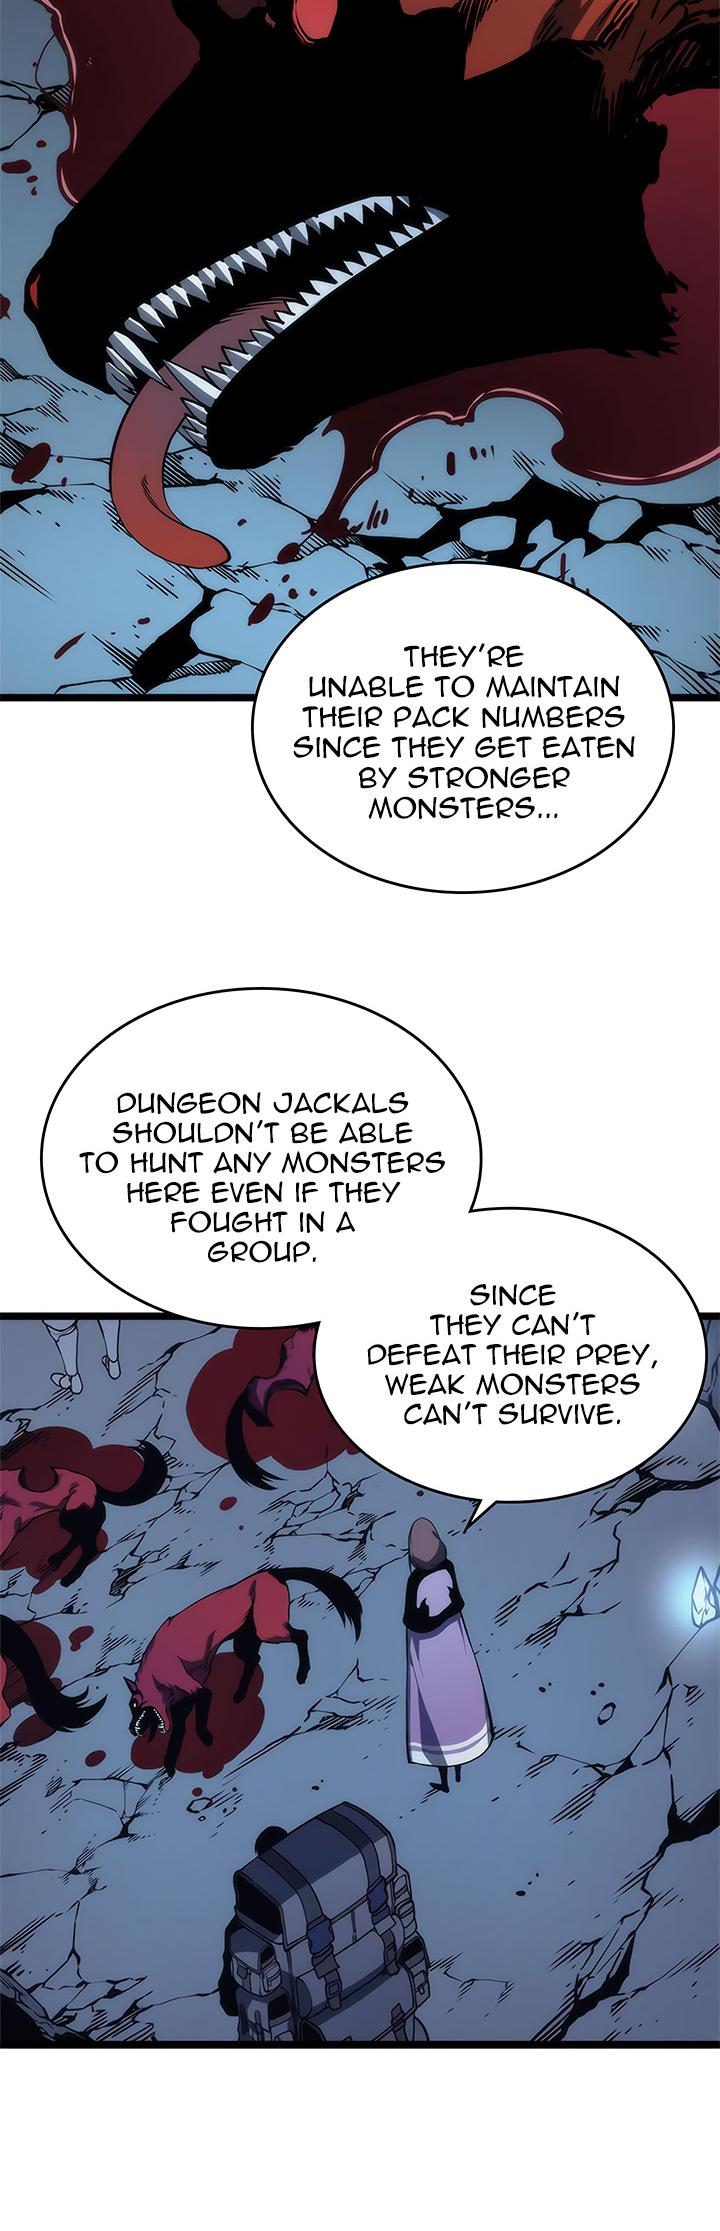 THEY'RE
UNABLE TO MAINTAIN
THEIR PACK NUMBERS
SINCE THEY GET EATEN
BY STRONGER
MONSTERS...
DUNGEON JACKALS
SHOULDN'T BE ABLE
TO HUNT ANY MONSTERS
HERE EVEN IF THEY
FOUGHT IN A
GROUP.
SINCE
THEY CAN'T
DEFEAT THEIR PREY,
WEAK MONSTERS
CAN'T SURVIVE.